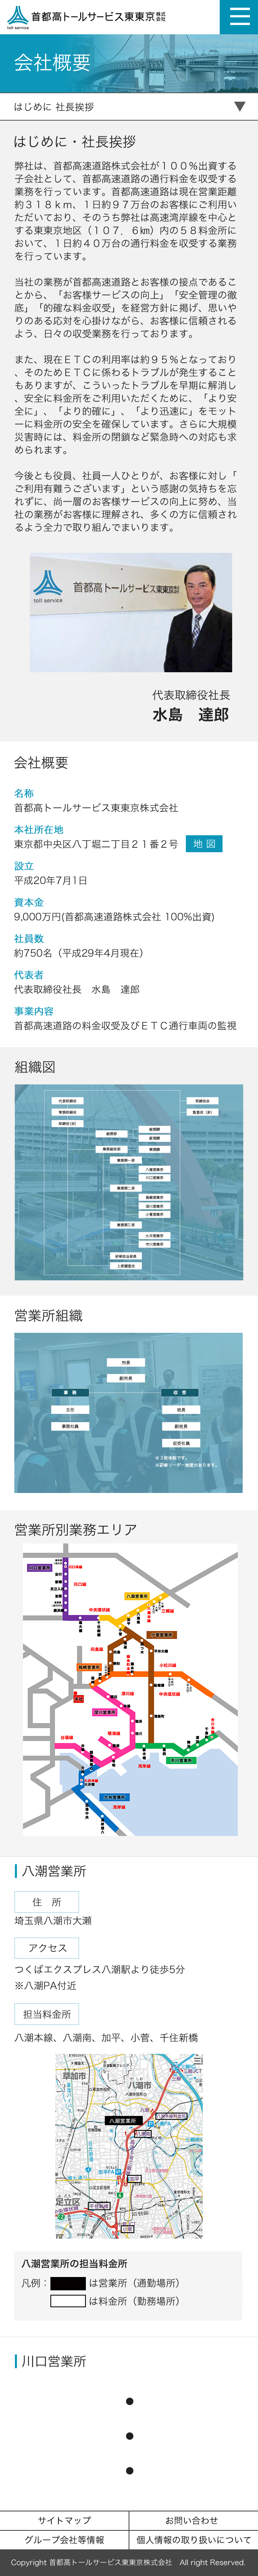 toll service
首都高トールサービス東東京株式会社
会社概要
はじめに 社長挨拶
はじめに・社長挨拶
弊社は、首都高速道路株式会社が１００％出資する
子会社として、首都高速道路の通行料金を収受する
業務を行っています。首都高速道路は現在営業距離
約３１８ｋｍ、１日約９７万台のお客様にご利用い
ただいており、そのうち弊社は高速湾岸線を中心と
する東東京地区（１０７．６㎞）内の５８料金所に
おいて、１日約４０万台の通行料金を収受する業務
を行っています。
当社の業務が首都高速道路とお客様の接点であるこ
とから、「お客様サービスの向上」「安全管理の徹
底」「的確な料金収受」を経営方針に掲げ、思いや
りのある応対を心掛けながら、お客様に信頼される
よう、日々の収受業務を行っております。
また、現在ＥＴＣの利用率は約９５％となっており
、そのためＥＴＣに係わるトラブルが発生すること
もありますが、こういったトラブルを早期に解消し
、安全に料金所をご利用いただくために、「より安
全に」、「より的確に」、「より迅速に」をモット
ーに料金所の安全を確保しています。さらに大規模
災害時には、料金所の閉鎖など緊急時への対応も求
められます。
今後とも役員、社員一人ひとりが、お客様に対し「
ご利用有難うございます」という感謝の気持ちを忘
れずに、尚一層のお客様サービスの向上に努め、当
社の業務がお客様に理解され、多くの方に信頼され
るよう全力で取り組んでまいります。
toll service
首都高トールサービス東東京株式会社
代表取締役社長
水島　達郎
会社概要
名称
首都高トールサービス東東京株式会社
本社所在地
東京都中央区八丁堀二丁目２１番２号 地 図
設立
平成20年7月1日
資本金
9,000万円(首都高速道路株式会社 100%出資)
社員数
約750名（平成29年4月現在）
代表者
代表取締役社長　水島　達郎
事業内容
首都高速道路の料金収受及びＥＴＣ通行車両の監視
組織図
営業所組織
所長
副所長
業 務
収 受
主任
班長
事務社員
副班長
収受社員
営業所別業務エリア
八潮営業所
住　所
埼玉県八潮市大瀬
アクセス
つくばエクスプレス八潮駅より徒歩5分
※八潮PA付近
担当料金所
八潮本線、八潮南、加平、小菅、千住新橋
草加市
八潮市
八潮営業所
足立区
八潮営業所の担当料金所
凡例： は営業所（通勤場所）
は料金所（勤務場所）
川口営業所
サイトマップ
お問い合わせ
グループ会社等情報
個人情報の取り扱いについて
Copyright 首都高トールサービス東東京株式会社　All right Reserved.